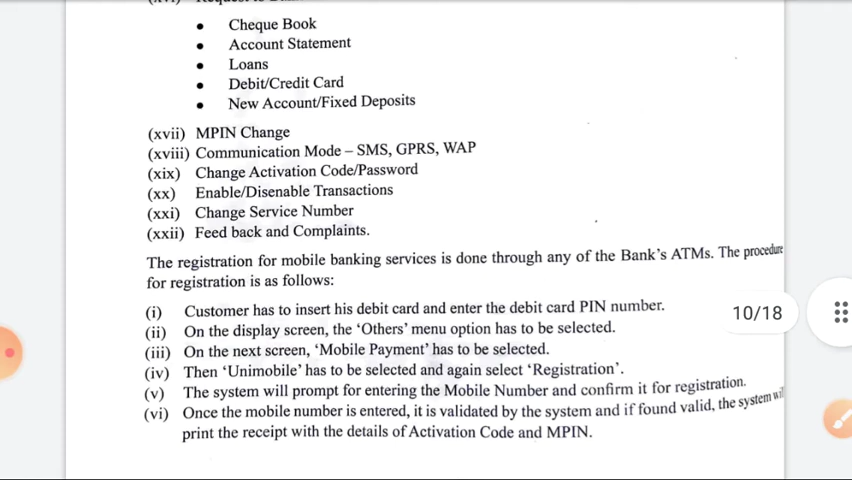 Cheque Book
Account Statement
Loans
Debit/Credit Card
New Account/Fixed Deposits
(xvii) MPIN Change
(xviii) Communication Mode – SMS, GPRS, WAP
(xix) Change Activation Code/Password
(xx) Enable/Disenable Transactions
(xxi) Change Service Number
(xxii) Feed back and Complaints.
The registration for mobile banking services is done through any of the Bank's ATMs. The procedure
for registration is as follows:
(i) Customer has to insert his debit card and enter the debit card PIN number.
(ii) On the display screen, the 'Others' menu option has to be selected.
(iii) On the next screen, 'Mobile Payment' has to be selected.
(iv) Then 'Unimobile' has to be selected and again select 'Registration'.
(v) The system will prompt for entering the Mobile Number and confirm it for registration.
(vi) Once the mobile number is entered, it is validated by the system and if found valid, the system
print the receipt with the details of Activation Code and MPIN.
10/18